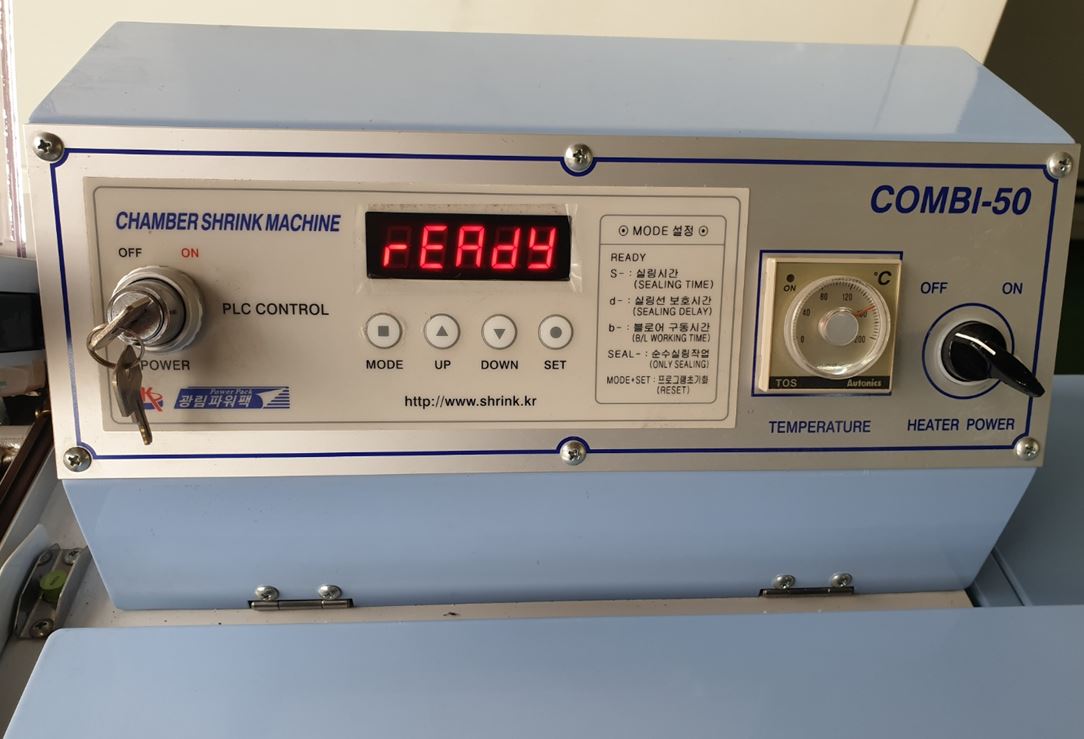 COMBI-50
CHAMBER SHRINK MACHINE
OFF ON
PLC CONTROL
POWER
Power Pack
광림파워팩
rEAdy
MODE UP DOWN SET
http://www.shrink.kr
MODE 설정
READY
S- : 실링시간
(SEALING TIME)
d- : 실링선 보호시간
(SEALING DELAY)
b- : 블로어 구동시간
(B/L WORKING TIME)
SEAL- : 순수실링작업
(ONLY SEALING)
MODE+SET : 프로그램초기화
(RESET)
ON
°C
0 40 80 120 200
TOS Autonics
TEMPERATURE
OFF ON
HEATER POWER